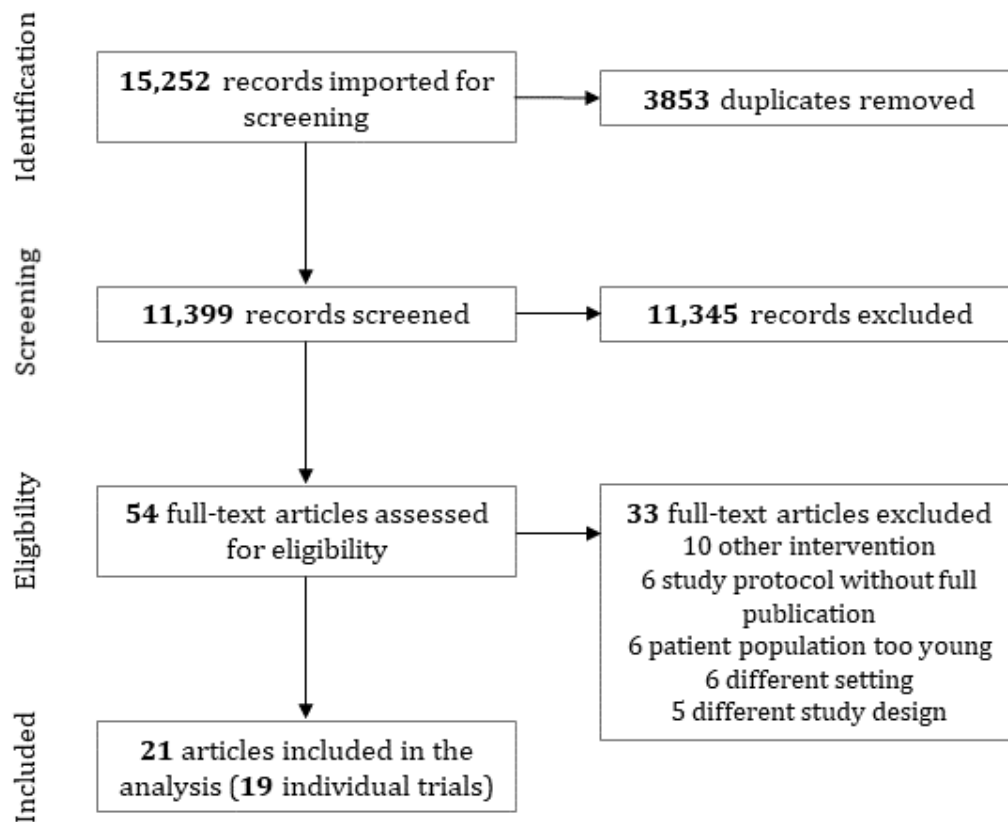 Identification
15,252 records imported for
screening
3853 duplicates removed
Screening
11,399 records screened
11,345 records excluded
Eligibility
54 full-text articles assessed
for eligibility
33 full-text articles excluded
10 other intervention
6 study protocol without full
publication
6 patient population too young
6 different setting
5 different study design
Included
21 articles included in the
analysis (19 individual trials)